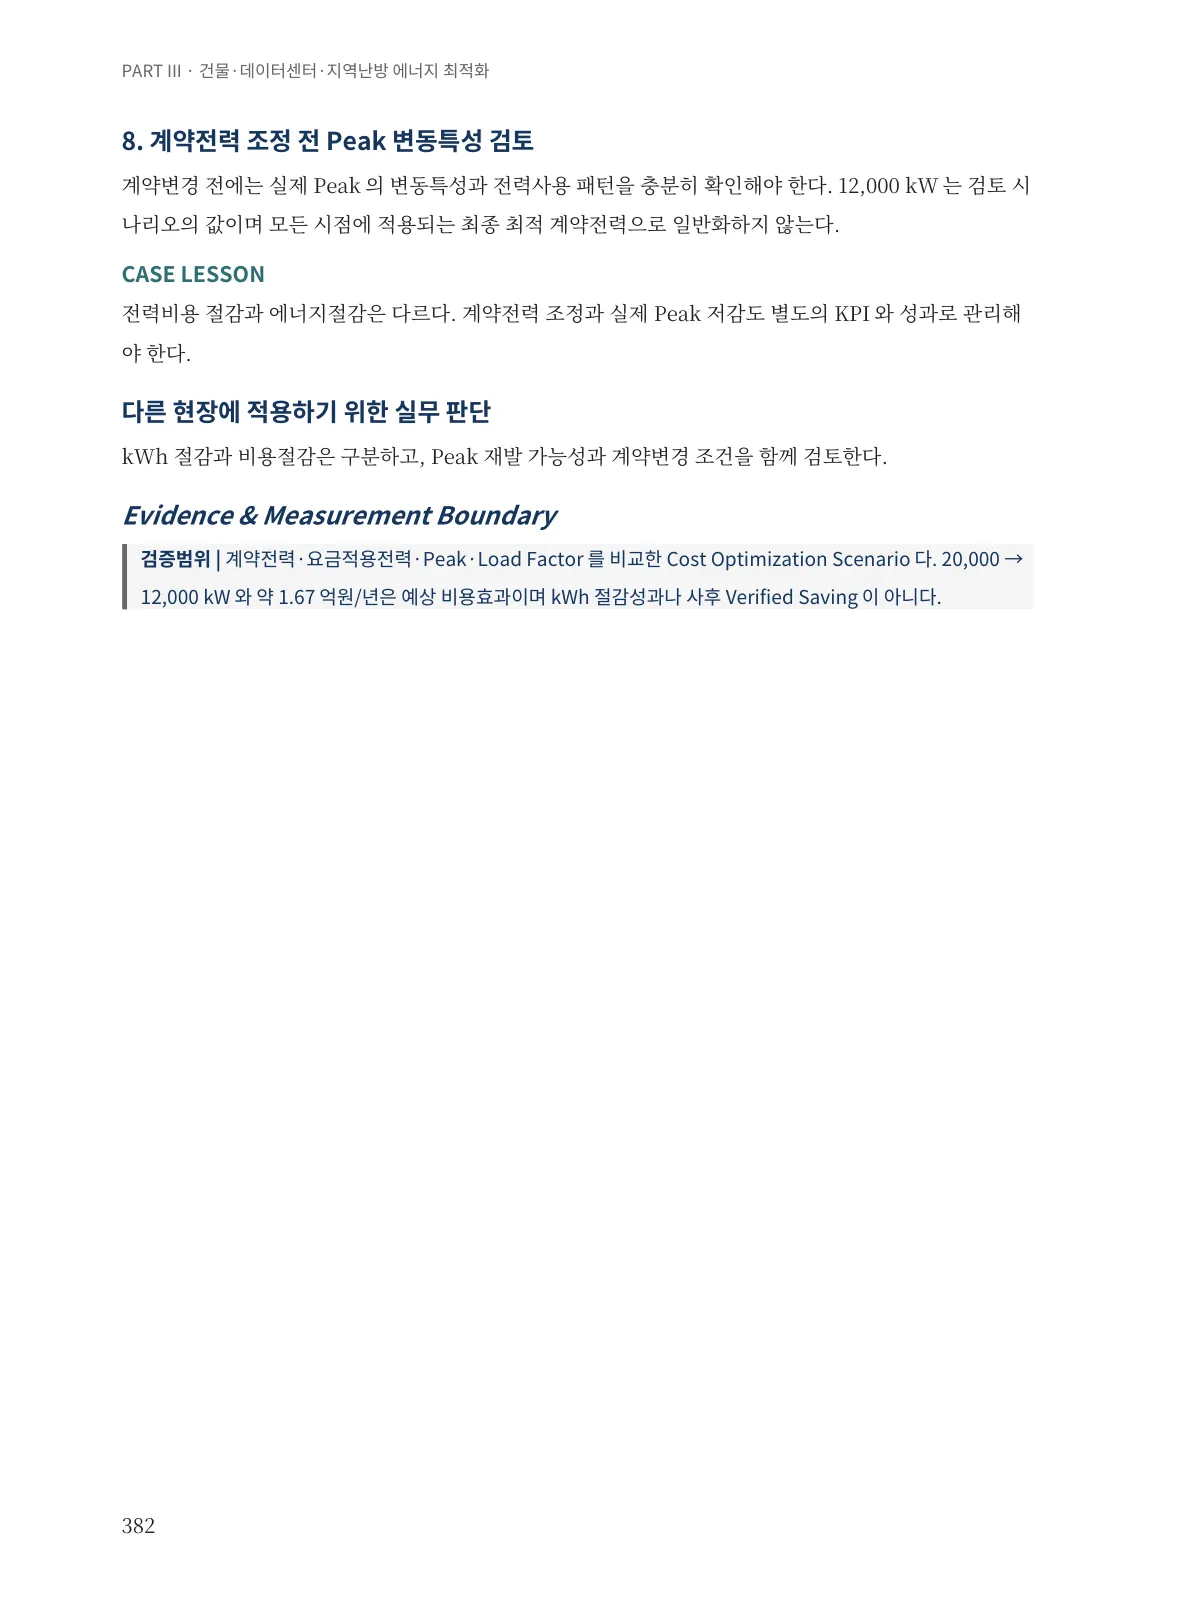 PART III · 건물·데이터센터·지역난방 에너지 최적화
8. 계약전력 조정 전 Peak 변동특성 검토
계약변경 전에는 실제 Peak 의 변동특성과 전력사용 패턴을 충분히 확인해야 한다. 12,000 kW 는 검토 시
나리오의 값이며 모든 시점에 적용되는 최종 최적 계약전력으로 일반화하지 않는다.
CASE LESSON
전력비용 절감과 에너지절감은 다르다. 계약전력 조정과 실제 Peak 저감도 별도의 KPI 와 성과로 관리해
야 한다.
다른 현장에 적용하기 위한 실무 판단
kWh 절감과 비용절감은 구분하고, Peak 재발 가능성과 계약변경 조건을 함께 검토한다.
Evidence & Measurement Boundary
검증범위 | 계약전력·요금적용전력·Peak·Load Factor 를 비교한 Cost Optimization Scenario 다. 20,000 →
12,000 kW 와 약 1.67 억원/년은 예상 비용효과이며 kWh 절감성과나 사후 Verified Saving 이 아니다.
382